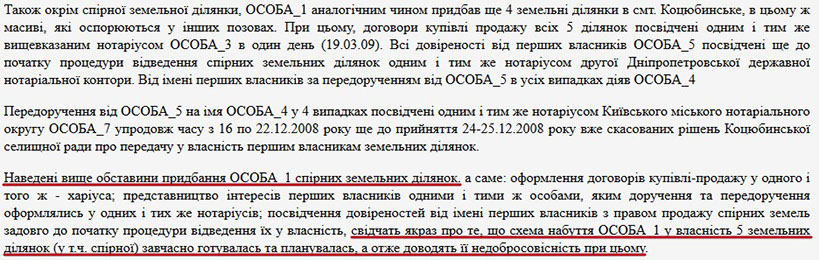 Також окрім спірної земельної ділянки, ОСОБА_1 аналогічним чином придбав ще 4 земельні ділянки в смт. Коцюбинське, в цьому ж
масиві, які оспорюються у інших позовах. При цьому, договори купівлі продажу всіх 5 ділянок посвідчені одним і тим же
вищевказаним нотаріусом ОСОБА_3 в один день (19.03.09). Всі довіреності від перших власників ОСОБА_5 посвідчені ще до
початку процедури відведення спірних земельних ділянок одним і тим же нотаріусом другої Дніпропетровської державної
нотаріальної контори. Від імені перших власників за передорученням від ОСОБА_5 в усіх випадках діяв ОСОБА_4
Передоручення від ОСОБА_5 на імя ОСОБА_4 у 4 випадках посвідчені одним і тим же нотаріусом Київського міського нотаріального
округу ОСОБА_7 упродовж часу з 16 по 22.12.2008 року ще до прийняття 24-25.12.2008 року вже скасованих рішень Коцюбинської
селищної ради про передачу у власність першим власникам земельних ділянок.
Наведені вище обставини придбання ОСОБА_1 спірних земельних ділянок. а саме: оформлення договорів купівлі-продажу у одного і
того ж - харіуса; представництво інтересів перших власників одними і тими ж особами, яким доручення та передоручення
оформлялись у одних і тих же нотаріусів; посвідчення довіреностей від імені перших власників з правом продажу спірних земель
задовго до початку процедури відведення їх у власність, свідчать якраз про те, що схема набуття ОСОБА_1 у власність 5 земельних
ділянок (у т.ч. спірної) завчасно готувалась та планувалась, а отже доводять її недобросовісність при цьому.